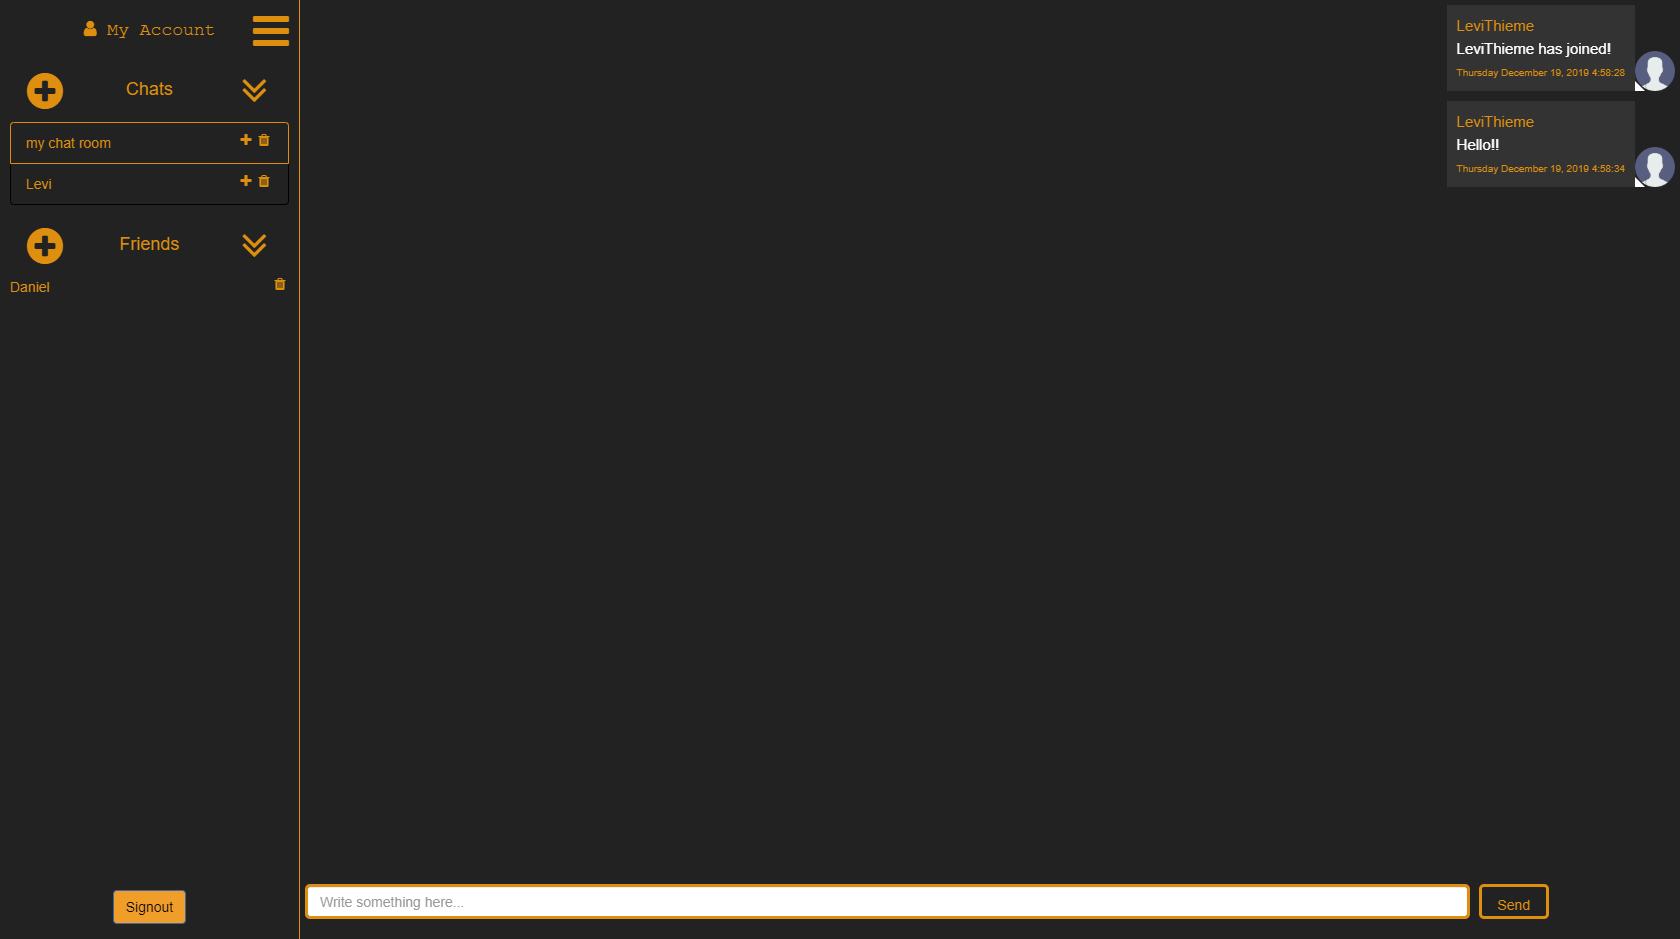 My Account
Chats
my chat room
Levi
Friends
Daniel
Signout
LeviThieme
LeviThieme has joined!
Thursday December 19, 2019 4:58:28
LeviThieme
Hello!!
Thursday December 19, 2019 4:58:34
Write something here...
Send